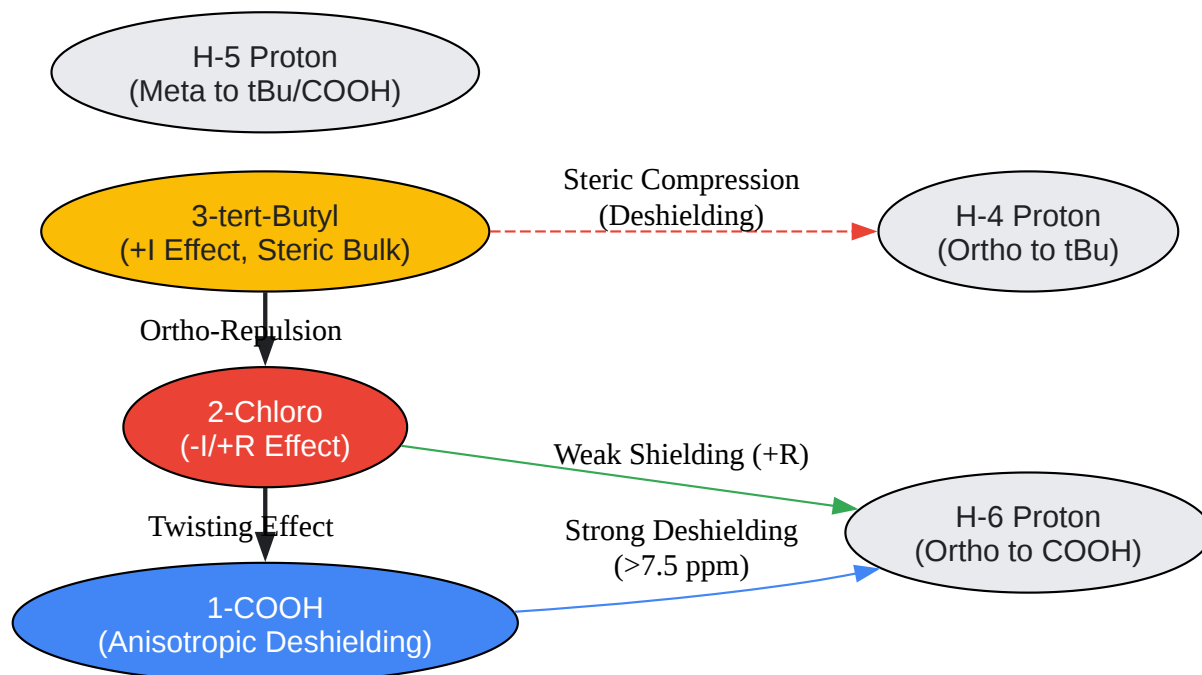 H-5 Proton
(Meta to tBu/COOH)
3-tert-Butyl
(+I Effect, Steric Bulk)
Steric Compression
(Deshielding)
H-4 Proton
(Ortho to tBu)
Ortho-Repulsion
2-Chloro
(-I/+R Effect)
Weak Shielding (+R)
Twisting Effect
Strong Deshielding
(>7.5 ppm)
H-6 Proton
(Ortho to COOH)
1-COOH
(Anisotropic Deshielding)